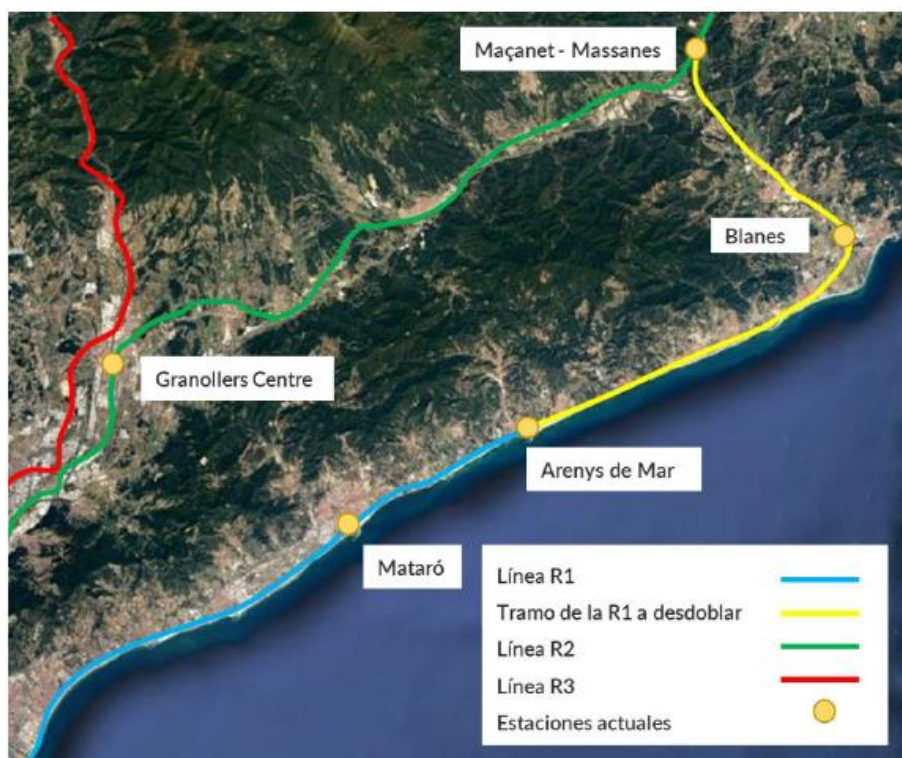 Maçanet - Massanes
Blanes
Granollers Centre
Arenys de Mar
Mataró
Línea R1
Tramo de la R1 a desdoblar
Línea R2
Línea R3
Estaciones actuales